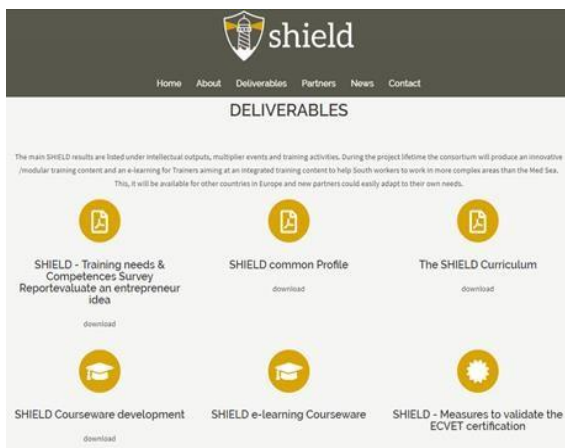 shield
Home About Deliverables Partners News Contact
DELIVERABLES
The main SHIELD results are listed under Intellectual outputs, multiplier events and training activities. During the project lifetime the consortium will produce an innovative
/modular training content and an e-learning for Trainers aiming at an integrated training content to help South workers to work in more complex areas than the Med Sea.
This, it will be available for other countries in Europe and new partners could easily adapt to their own needs.
SHIELD - Training needs &
Competences Survey
Reportevaluate an entrepreneur
idea
download
SHIELD common Profile
download
The SHIELD Curriculum
download
SHIELD Courseware development
download
SHIELD e-learning Courseware
SHIELD - Measures to validate the
ECVET certification